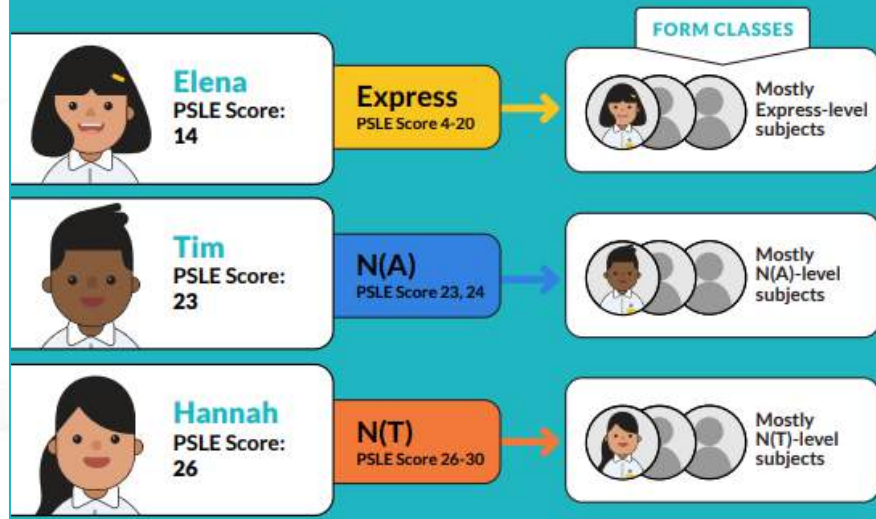 FORM CLASSES
Elena
PSLE Score:
14
Express
PSLE Score 4-20
Mostly
Express-level
subjects
Tim
PSLE Score:
23
N(A)
PSLE Score 23, 24
Mostly
N(A)-level
subjects
Hannah
PSLE Score:
26
N(T)
PSLE Score 26-30
Mostly
N(T)-level
subjects